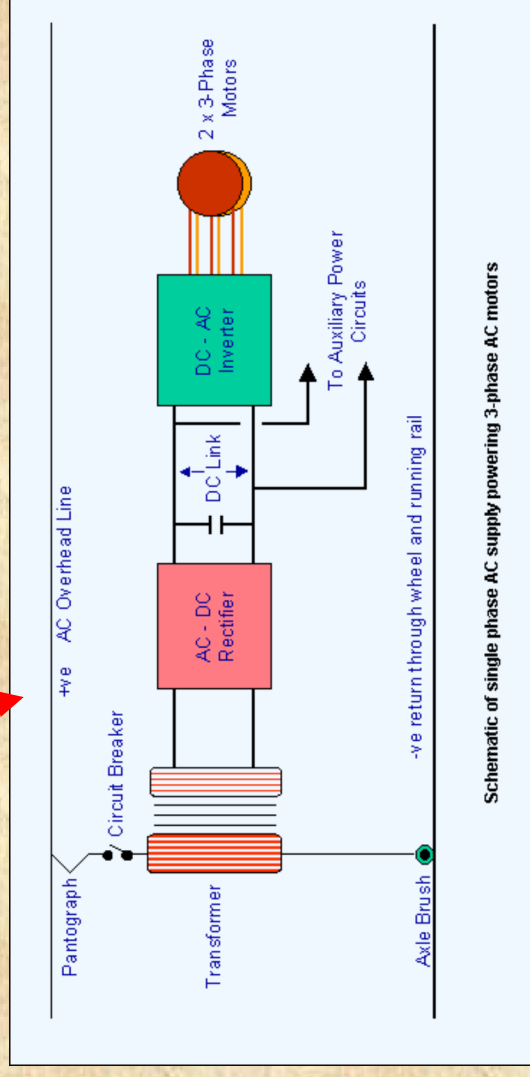 +ve AC Overhead Line
Pantograph
Circuit Breaker
Transformer
AC - DC
Rectifier
DC Link
DC - AC
Inverter
2 x 3-Phase
Motors
To Auxiliary Power
Circuits
Axle Brush
-ve return through wheel and running rail
Schematic of single phase AC supply powering 3-phase AC motors